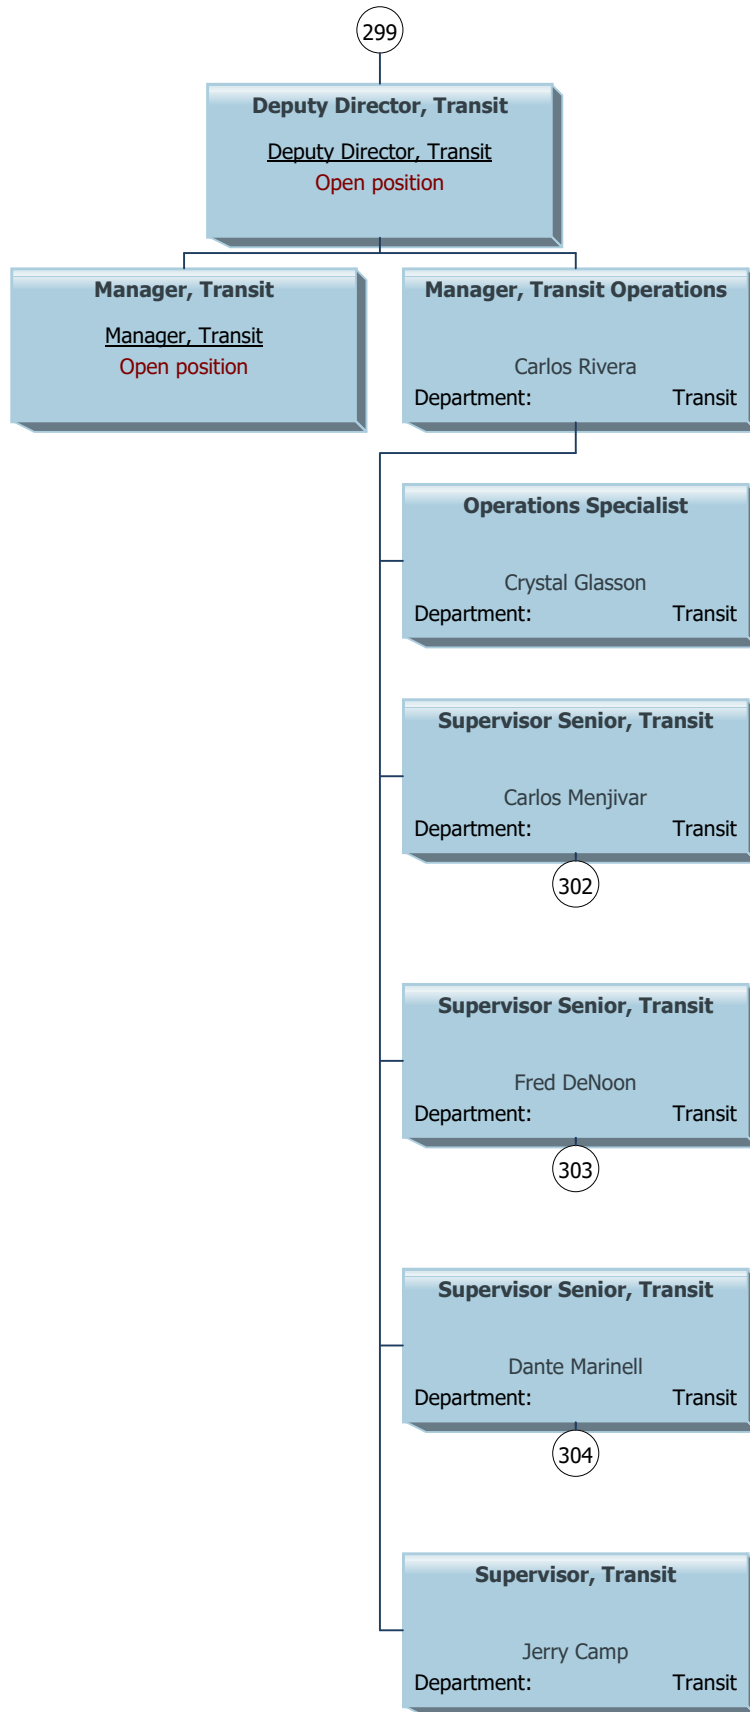 299
Deputy Director, Transit
Deputy Director, Transit
Open position
Manager, Transit
Manager, Transit
Open position
Manager, Transit Operations
Carlos Rivera
Department: Transit
Operations Specialist
Crystal Glasson
Department: Transit
Supervisor Senior, Transit
Carlos Menjivar
Department: Transit
302
Supervisor Senior, Transit
Fred DeNoon
Department: Transit
303
Supervisor Senior, Transit
Dante Marinell
Department: Transit
304
Supervisor, Transit
Jerry Camp
Department: Transit